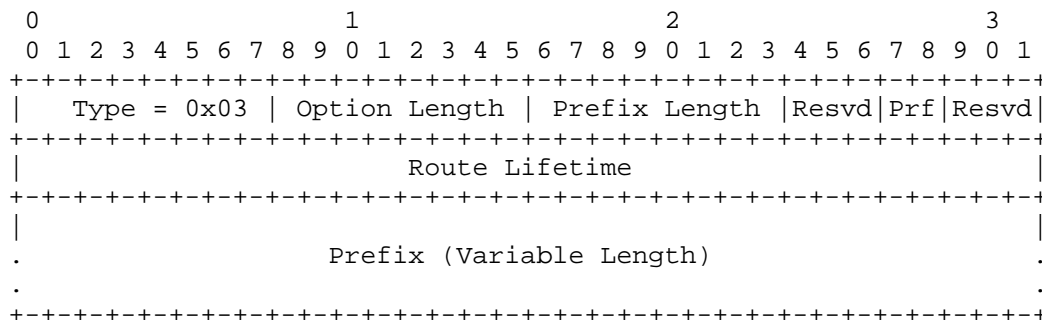 0                   1                   2                   3
 0 1 2 3 4 5 6 7 8 9 0 1 2 3 4 5 6 7 8 9 0 1 2 3 4 5 6 7 8 9 0 1
+-+-+-+-+-+-+-+-+-+-+-+-+-+-+-+-+-+-+-+-+-+-+-+-+-+-+-+-+-+-+-+-+
|   Type = 0x03 | Option Length | Prefix Length |Resvd|Prf|Resvd|
+-+-+-+-+-+-+-+-+-+-+-+-+-+-+-+-+-+-+-+-+-+-+-+-+-+-+-+-+-+-+-+-+
|                        Route Lifetime                         |
+-+-+-+-+-+-+-+-+-+-+-+-+-+-+-+-+-+-+-+-+-+-+-+-+-+-+-+-+-+-+-+-+
|                                                               |
.                   Prefix (Variable Length)                    .
.                                                               .
+-+-+-+-+-+-+-+-+-+-+-+-+-+-+-+-+-+-+-+-+-+-+-+-+-+-+-+-+-+-+-+-+